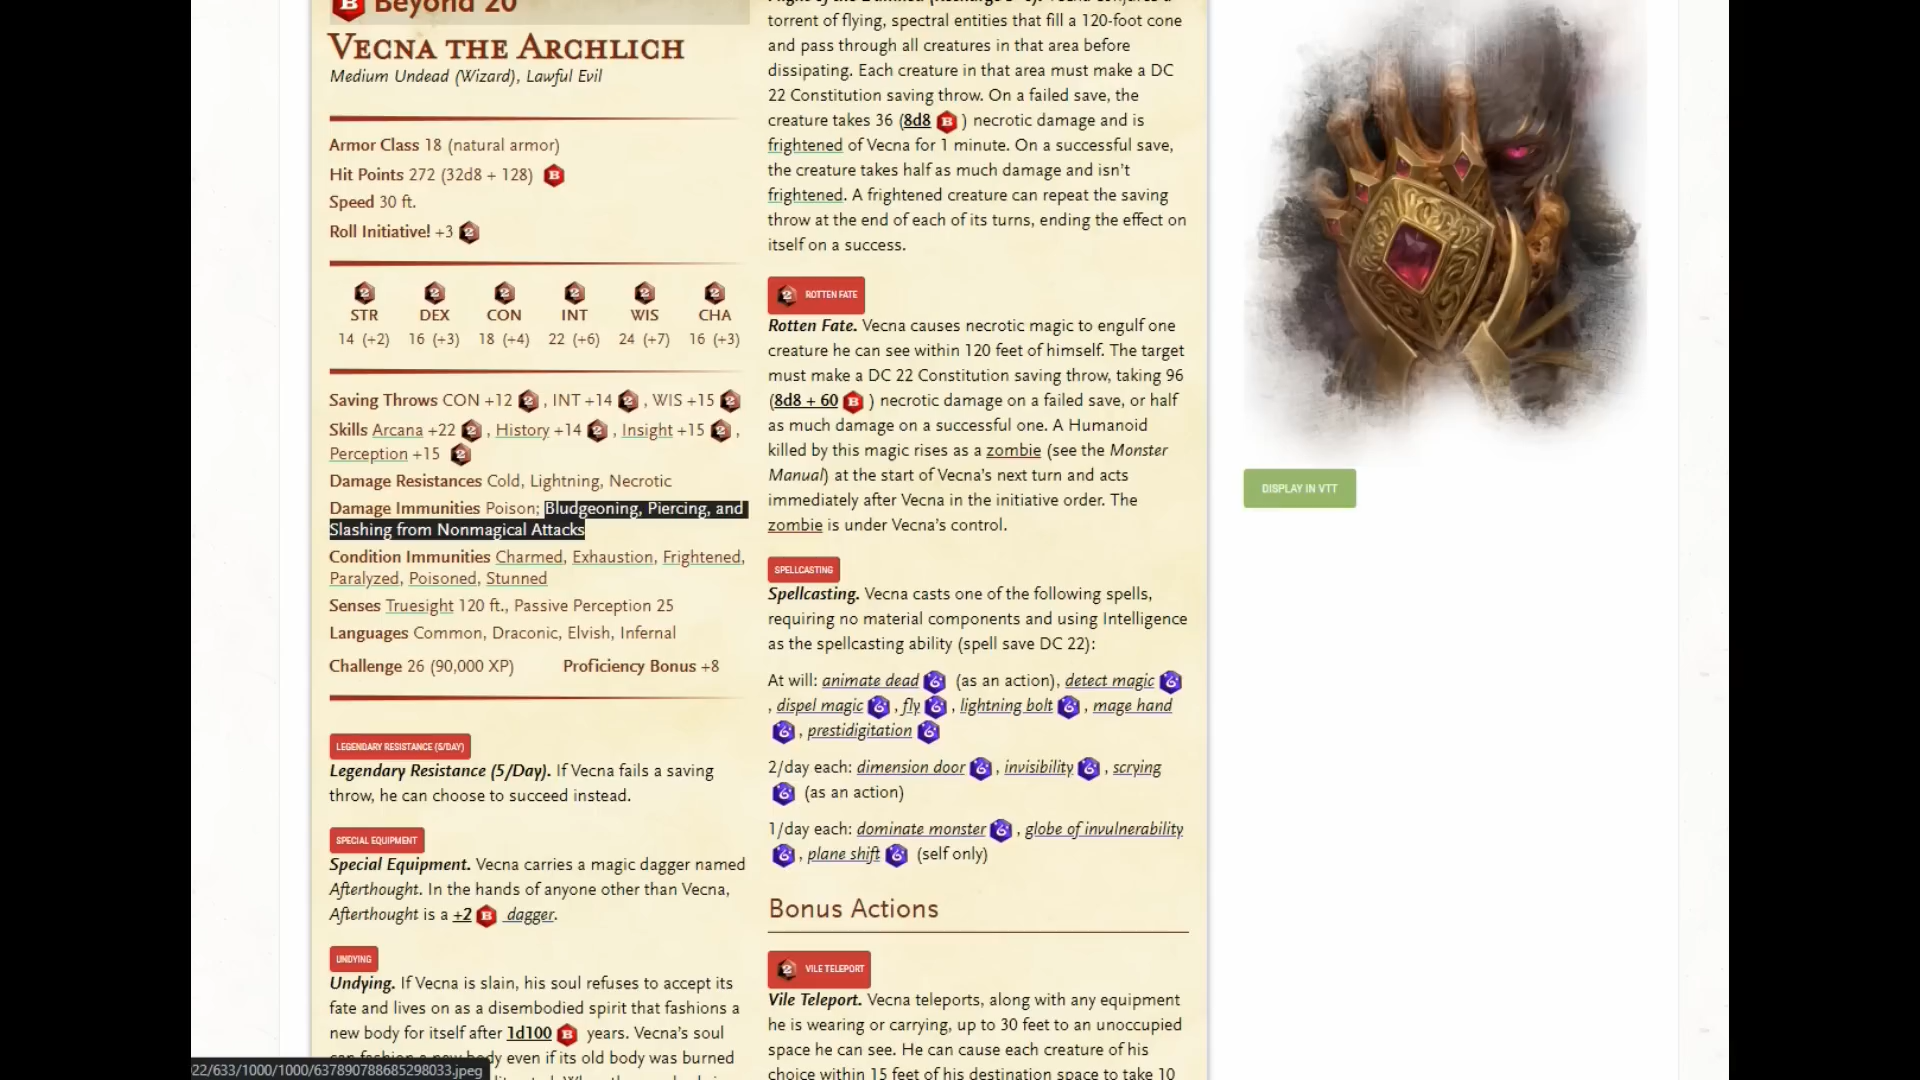 Beyond 20
VECNA THE ARCHLICH
Medium Undead (Wizard), Lawful Evil
Armor Class 18 (natural armor)
Hit Points 272 (32d8 + 128)
Speed 30 ft.
Roll Initiative! +3
STR DEX CON INT WIS CHA
14 (+2) 16 (+3) 18 (+4) 22 (+6) 24 (+7) 16 (+3)
Saving Throws CON +12 , INT +14 , WIS +15
Skills Arcana +22 , History +14 , Insight +15 ,
Perception +15
Damage Resistances Cold, Lightning, Necrotic
Damage Immunities Poison; Bludgeoning, Piercing, and
Slashing from Nonmagical Attacks
Condition Immunities Charmed, Exhaustion, Frightened,
Paralyzed, Poisoned, Stunned
Senses Truesight 120 ft., Passive Perception 25
Languages Common, Draconic, Elvish, Infernal
Challenge 26 (90,000 XP) Proficiency Bonus +8
LEGENDARY RESISTANCE (5/DAY)
Legendary Resistance (5/Day). If Vecna fails a saving
throw, he can choose to succeed instead.
SPECIAL EQUIPMENT
Special Equipment. Vecna carries a magic dagger named
Afterthought. In the hands of anyone other than Vecna,
Afterthought is a +2 dagger.
UNDYING
Undying. If Vecna is slain, his soul refuses to accept its
fate and lives on as a disembodied spirit that fashions a
new body for itself after 1d100 years. Vecna's soul
can fashion a new body even if its old body was burned
22/633/1000/1000/637890788685298033.jpeg
torrent of flying, spectral entities that fill a 120-foot cone
and pass through all creatures in that area before
dissipating. Each creature in that area must make a DC
22 Constitution saving throw. On a failed save, the
creature takes 36 (8d8 ) necrotic damage and is
frightened of Vecna for 1 minute. On a successful save,
the creature takes half as much damage and isn't
frightened. A frightened creature can repeat the saving
throw at the end of each of its turns, ending the effect on
itself on a success.
ROTTEN FATE
Rotten Fate. Vecna causes necrotic magic to engulf one
creature he can see within 120 feet of himself. The target
must make a DC 22 Constitution saving throw, taking 96
(8d8 + 60 ) necrotic damage on a failed save, or half
as much damage on a successful one. A Humanoid
killed by this magic rises as a zombie (see the Monster
Manual) at the start of Vecna's next turn and acts
immediately after Vecna in the initiative order. The
zombie is under Vecna's control.
SPELLCASTING
Spellcasting. Vecna casts one of the following spells,
requiring no material components and using Intelligence
as the spellcasting ability (spell save DC 22):
At will: animate dead (as an action), detect magic
, dispel magic , fly , lightning bolt , mage hand
, prestidigitation
2/day each: dimension door , invisibility , scrying
(as an action)
1/day each: dominate monster , globe of invulnerability
, plane shift (self only)
Bonus Actions
VILE TELEPORT
Vile Teleport. Vecna teleports, along with any equipment
he is wearing or carrying, up to 30 feet to an unoccupied
space he can see. He can cause each creature of his
choice within 15 feet of his destination space to take 10
DISPLAY IN VTT